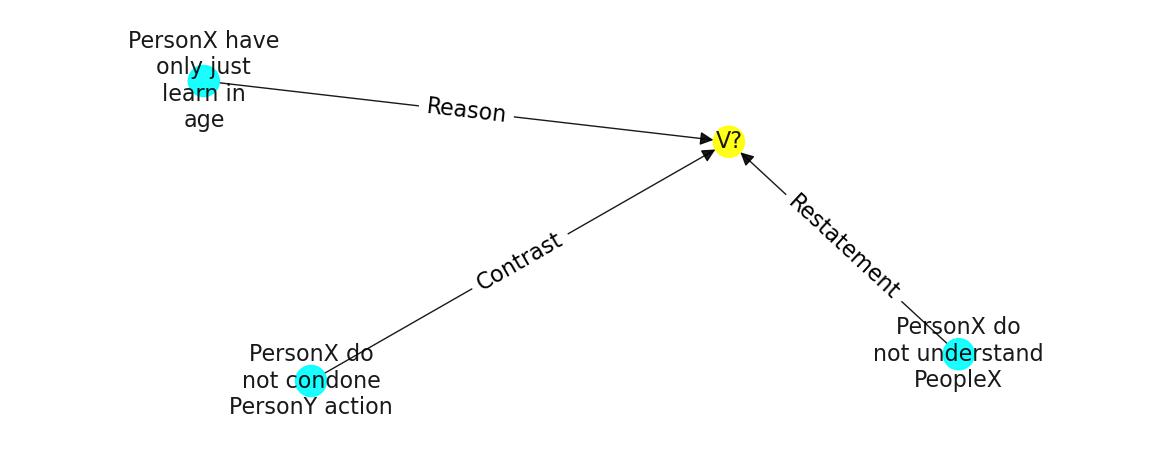 PersonX have
only just
learn in
age
Reason
V?
Restatement
Contrast
PersonX do
not understand
PeopleX
PersonX do
not condone
PersonY action